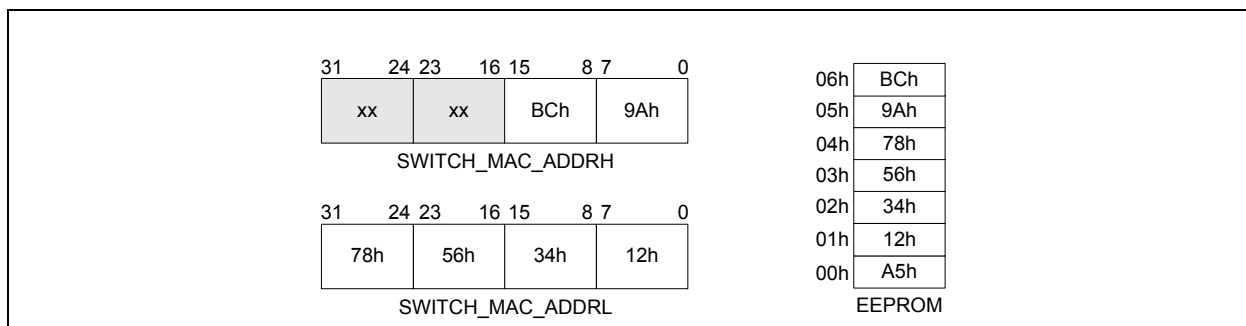 31 24 23 16 15 8 7 0
xx xx BCh 9Ah
SWITCH_MAC_ADDRH
31 24 23 16 15 8 7 0
78h 56h 34h 12h
SWITCH_MAC_ADDRL
06h BCh
05h 9Ah
04h 78h
03h 56h
02h 34h
01h 12h
00h A5h
EEPROM